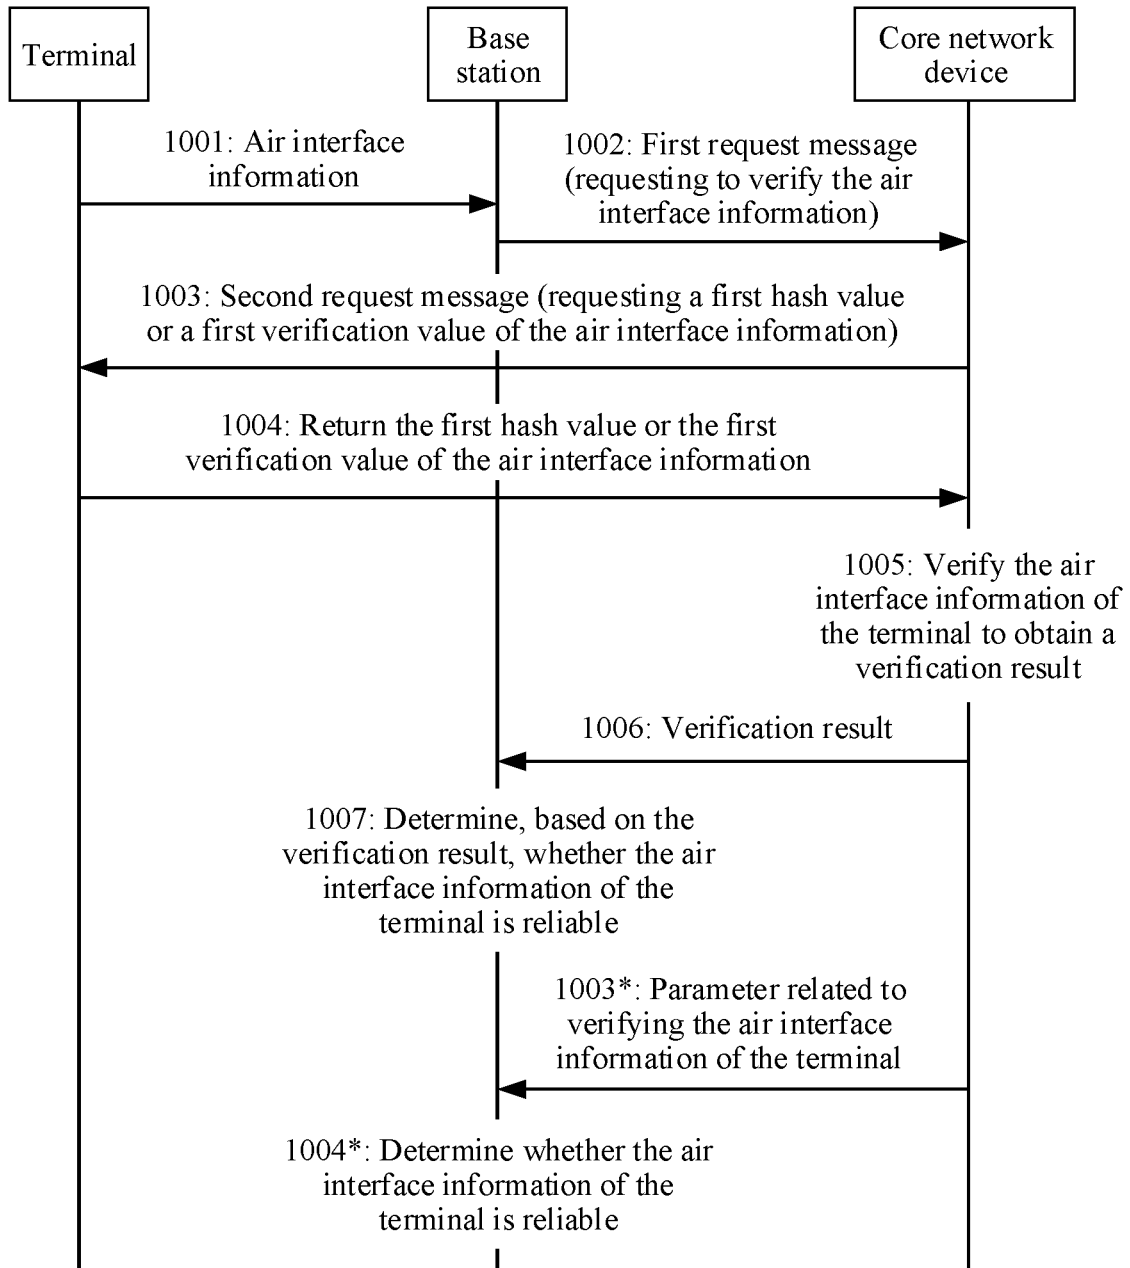 Terminal
Base
station
Core network
device
1001: Air interface
information
1002: First request message
(requesting to verify the air
interface information)
1003: Second request message (requesting a first hash value
or a first verification value of the air interface information)
1004: Return the first hash value or the first
verification value of the air interface information
1005: Verify the air
interface information of
the terminal to obtain a
verification result
1006: Verification result
1007: Determine, based on the
verification result, whether the air
interface information of the
terminal is reliable
1003*: Parameter related to
verifying the air interface
information of the terminal
1004*: Determine whether the air
interface information of the
terminal is reliable